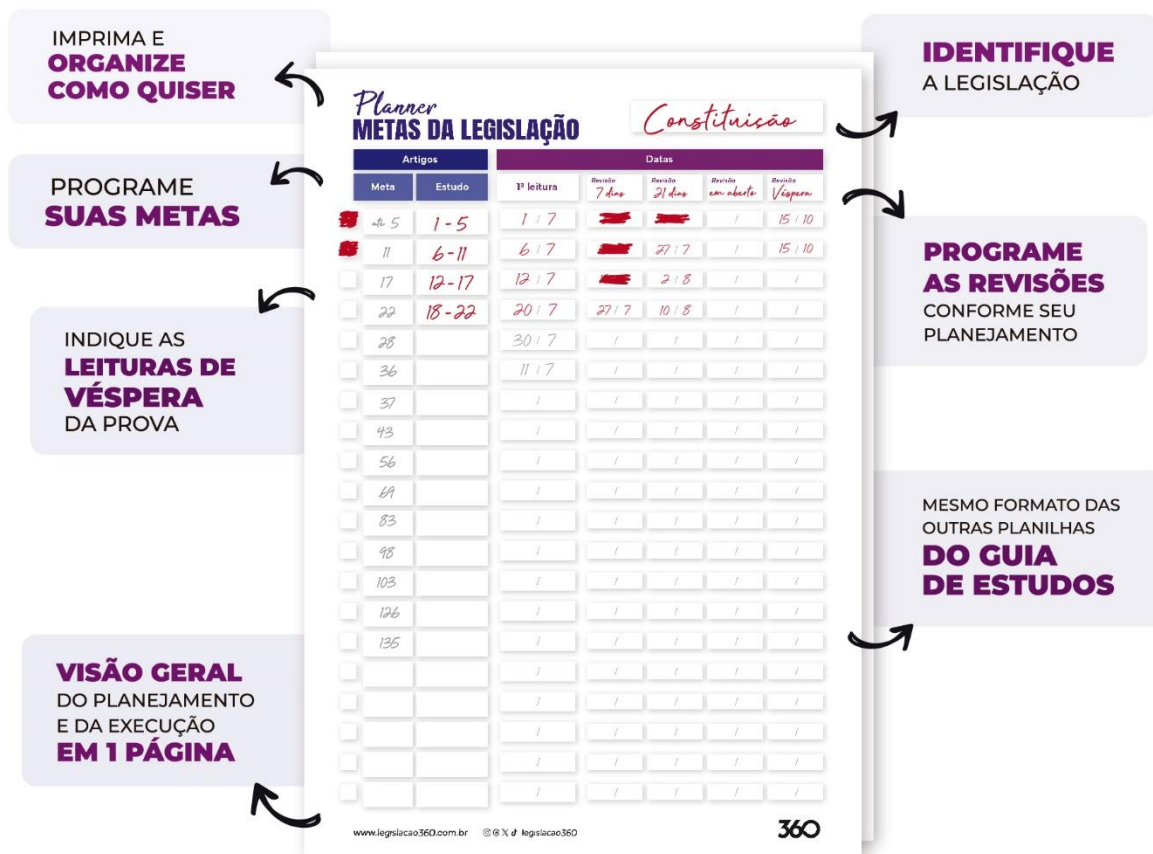 IMPRIMA E
ORGANIZE
COMO QUISER
PROGRAME
SUAS METAS
INDIQUE AS
LEITURAS DE
VÉSPERA
DA PROVA
VISÃO GERAL
DO PLANEJAMENTO
E DA EXECUÇÃO
EM 1 PÁGINA
Planner
METAS DA LEGISLAÇÃO
Constituição
Artigos Datas
Meta Estudo 1ª leitura Revisão 7 dias Revisão 21 dias Revisão em aberto Revisão Véspera
até 5 1 - 5 1 / 7 / 15 / 10
11 6 - 11 6 / 7 27 / 7 / 15 / 10
17 12 - 17 12 / 7 2 / 8 / /
22 18 - 22 20 / 7 27 / 7 10 / 8 / /
28 30 / 7 / / / /
36 11 / 7 / / / /
37 / / / / /
43 / / / / /
56 / / / / /
69 / / / / /
83 / / / / /
98 / / / / /
103 / / / / /
126 / / / / /
135 / / / / /
/ / / / /
/ / / / /
/ / / / /
/ / / / /
/ / / / /
www.legislacao360.com.br legislacao360
360
IDENTIFIQUE
A LEGISLAÇÃO
PROGRAME
AS REVISÕES
CONFORME SEU
PLANEJAMENTO
MESMO FORMATO DAS
OUTRAS PLANILHAS
DO GUIA
DE ESTUDOS